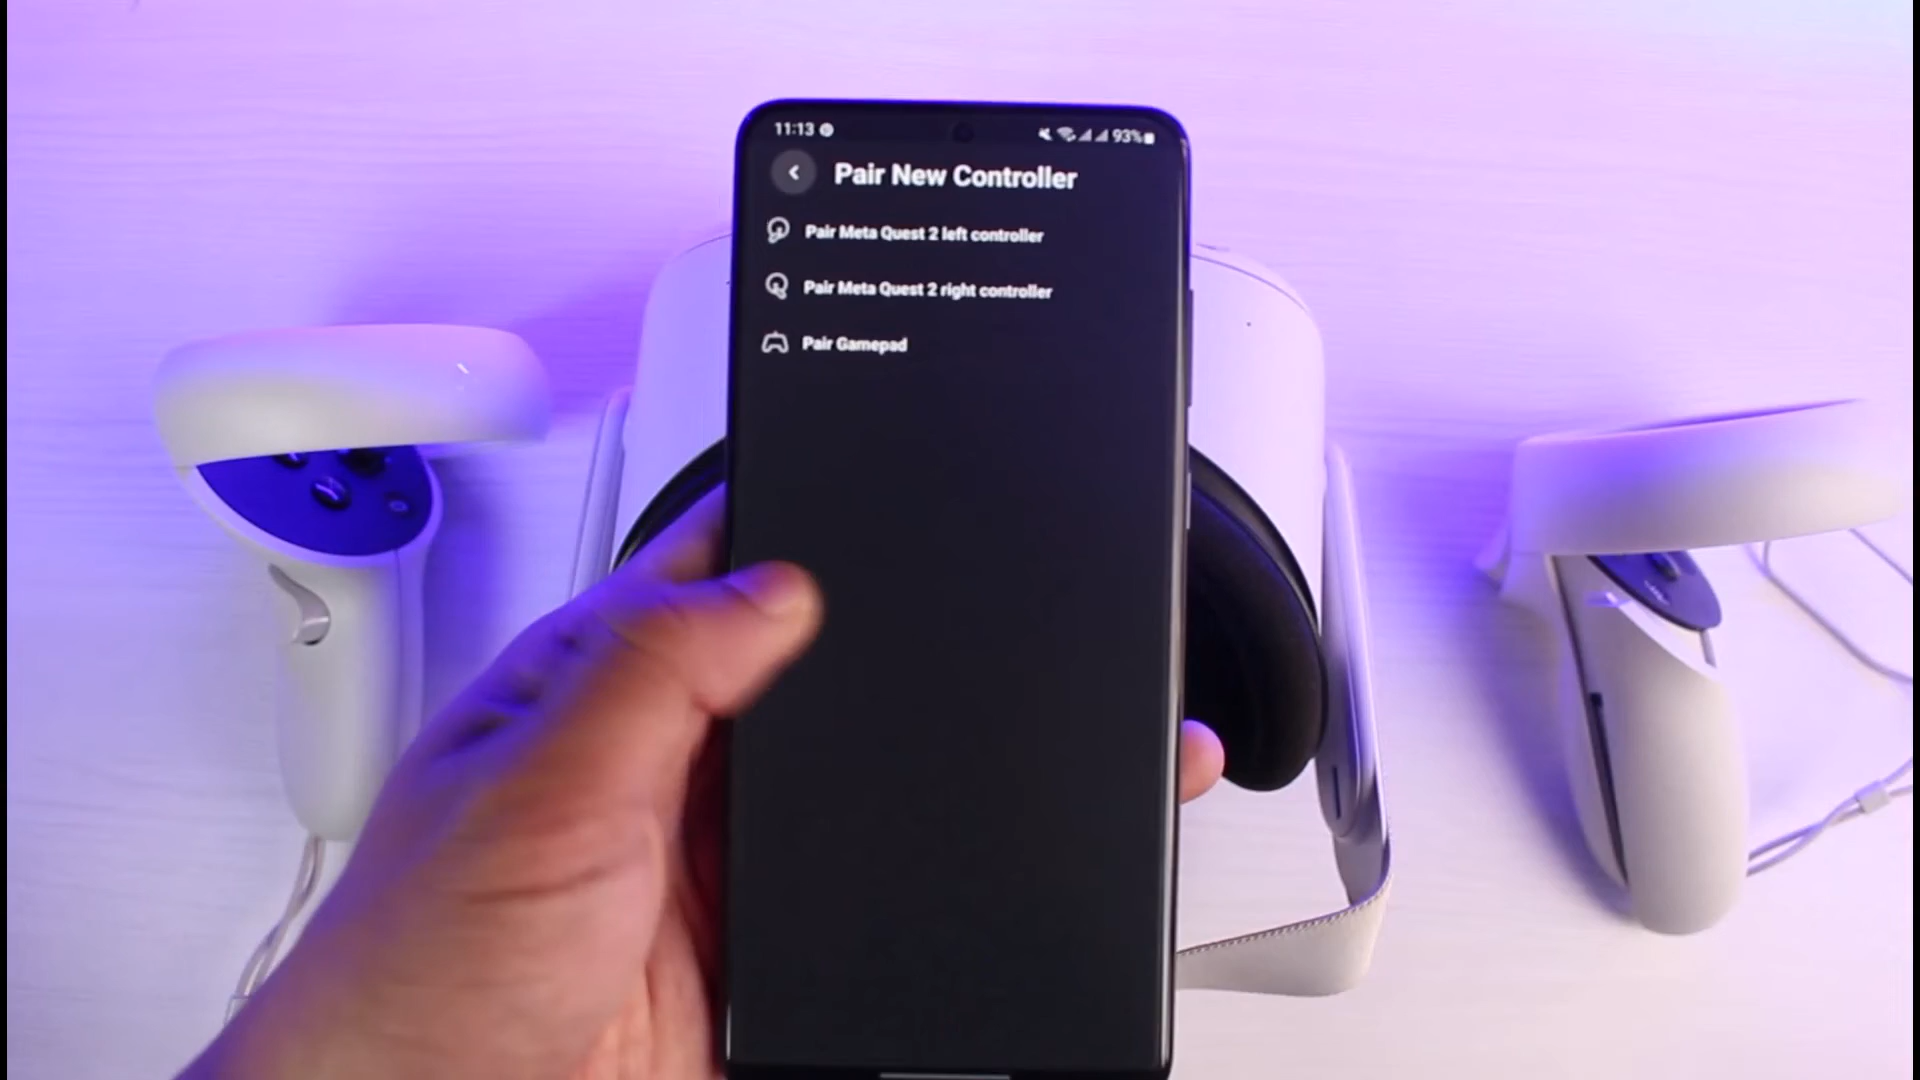 11:13
93%
Pair New Controller
Pair Meta Quest 2 left controller
Pair Meta Quest 2 right controller
Pair Gamepad